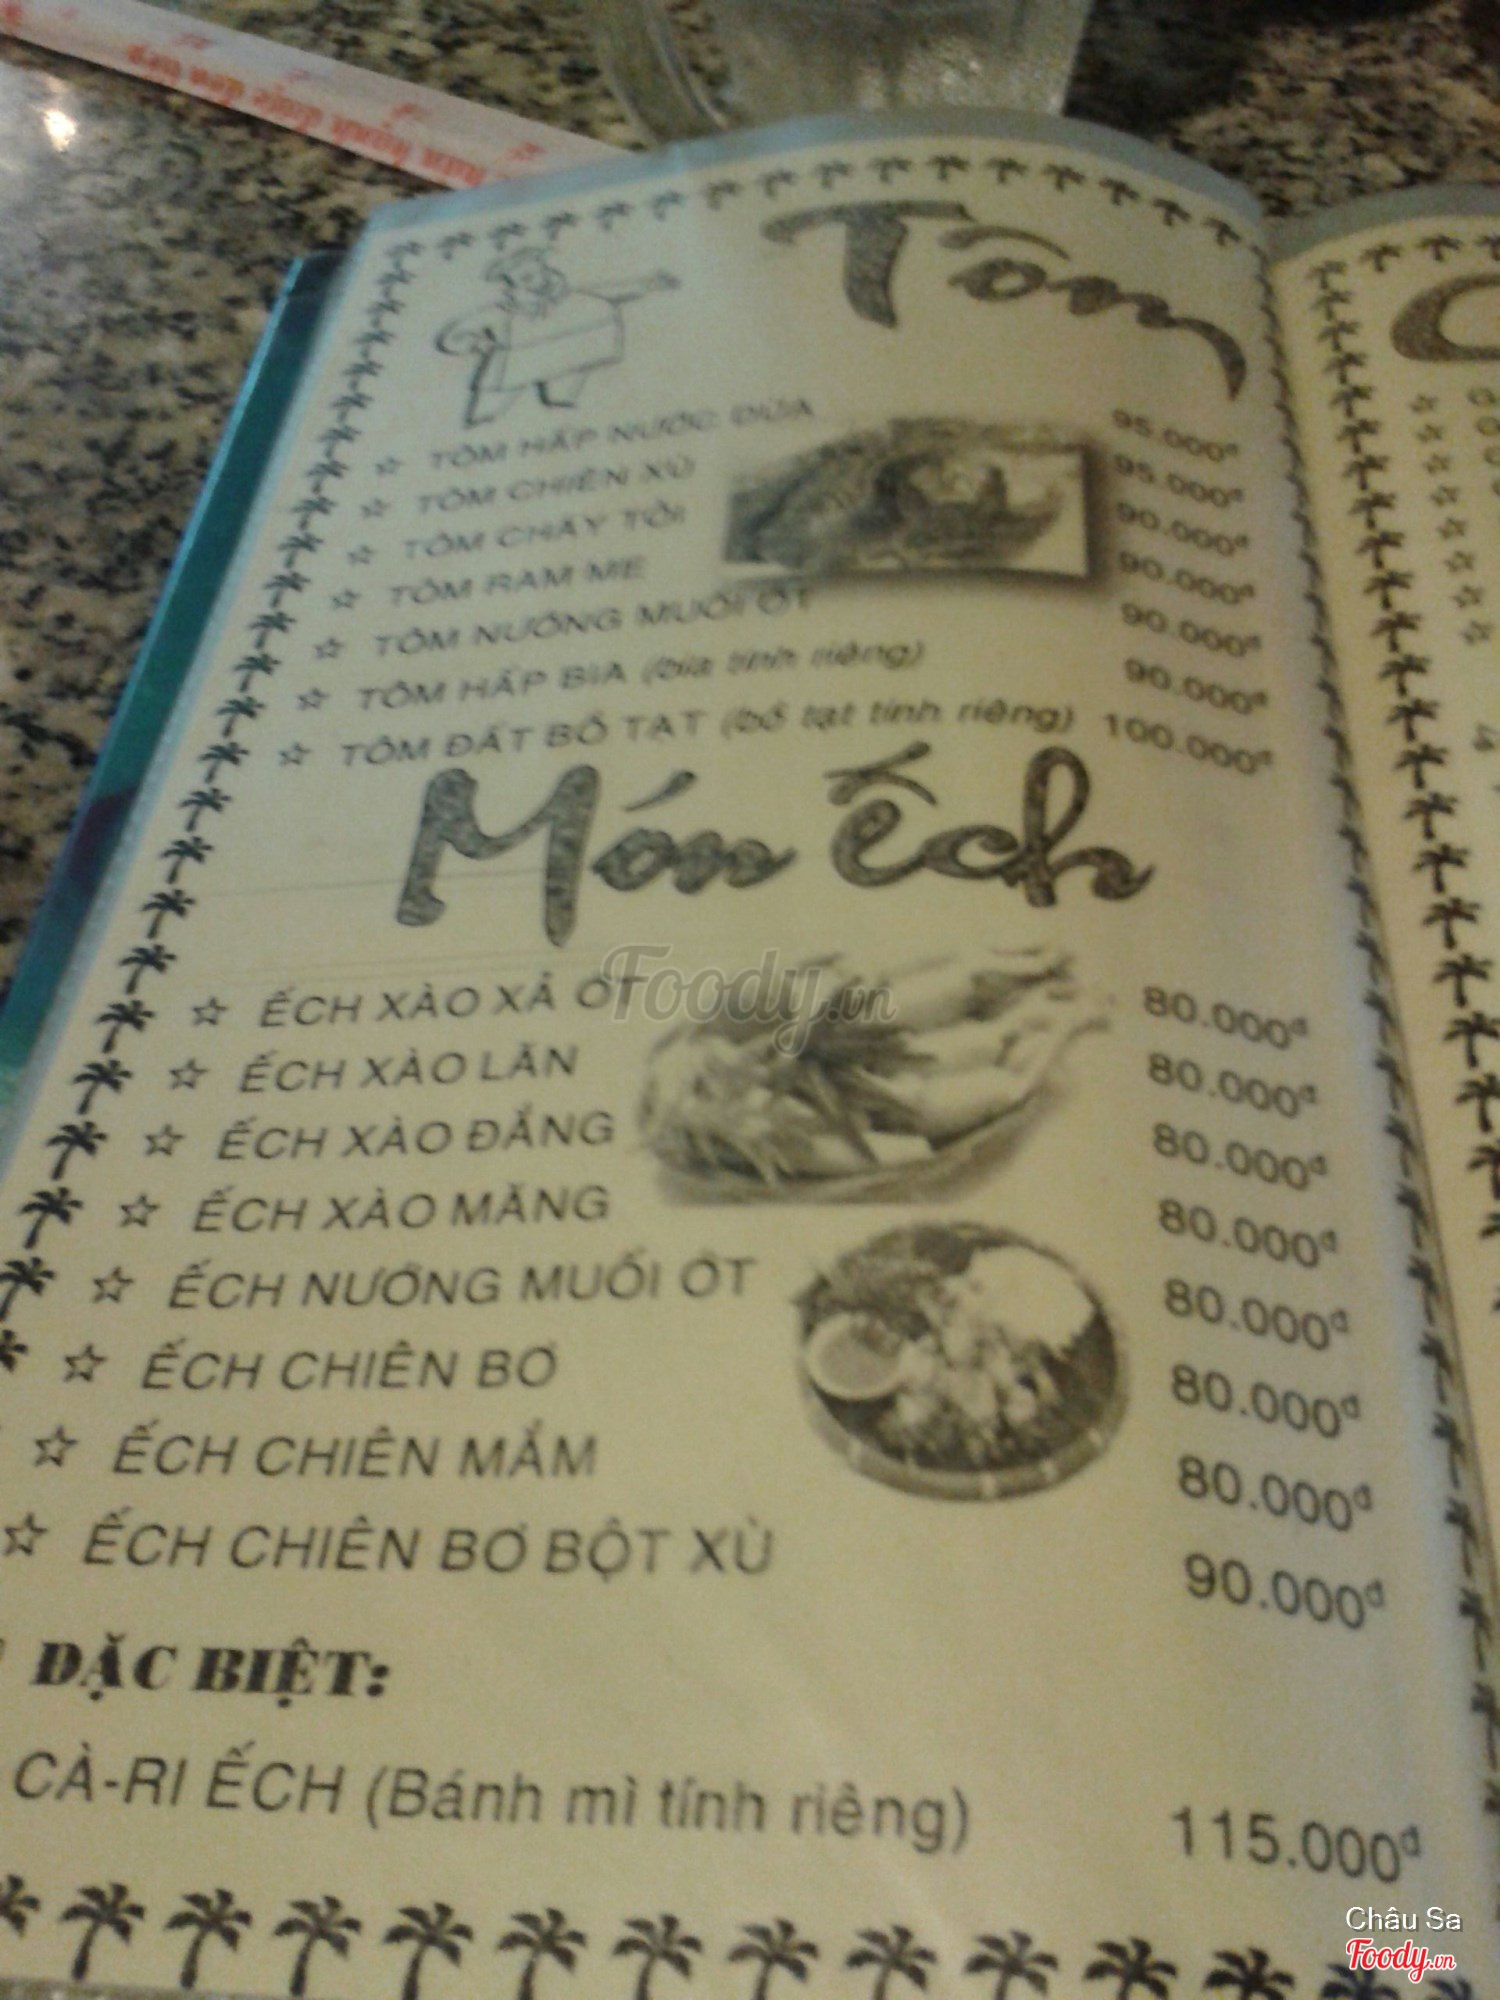 Tôm
TÔM HẤP NƯỚC DỪA 95.000đ
TÔM CHIÊN XÙ 95.000đ
TÔM CHÁY TỎI 90.000đ
TÔM RAM ME 90.000đ
TÔM NƯỚNG MUỐI ỚT 90.000đ
TÔM HẤP BIA (bia tính riêng) 90.000đ
TÔM ĐẤT BỒ TẠT (bồ tạt tính riêng) 100.000đ
Món ếch
ẾCH XÀO XẢ ỚT 80.000đ
ẾCH XÀO LĂN 80.000đ
ẾCH XÀO ĐẮNG 80.000đ
ẾCH XÀO MĂNG 80.000đ
ẾCH NƯỚNG MUỐI ỚT 80.000đ
ẾCH CHIÊN BƠ 80.000đ
ẾCH CHIÊN MẮM 80.000đ
ẾCH CHIÊN BƠ BỘT XÙ 90.000đ
ĐẶC BIỆT:
CÀ-RI ẾCH (Bánh mì tính riêng) 115.000đ
Foody.vn
Châu Sa
Foody.vn